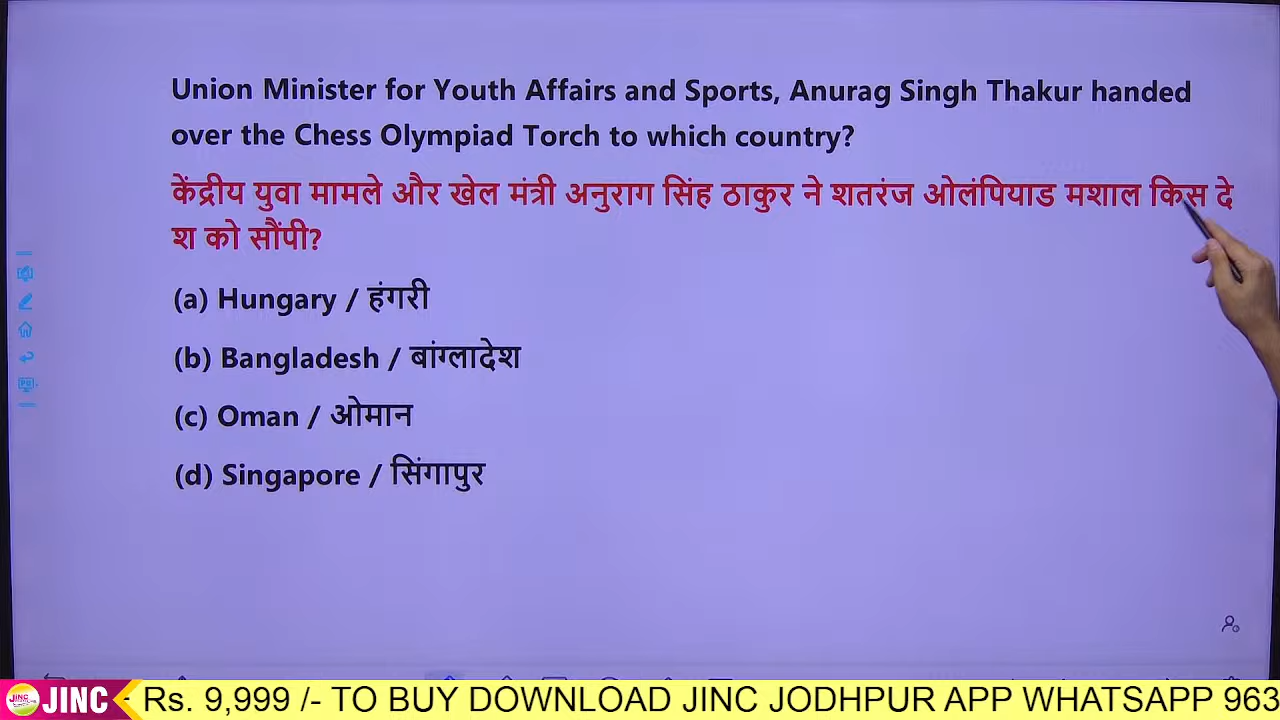 Union Minister for Youth Affairs and Sports, Anurag Singh Thakur handed
over the Chess Olympiad Torch to which country?
केंद्रीय युवा मामले और खेल मंत्री अनुराग सिंह ठाकुर ने शतरंज ओलंपियाड मशाल किस दे
श को सौंपी?
(a) Hungary / हंगरी
(b) Bangladesh / बांग्लादेश
(c) Oman / ओमान
(d) Singapore / सिंगापुर
JINC JINC - Rs. 9,999 /- TO BUY DOWNLOAD JINC JODHPUR APP WHATSAPP 963